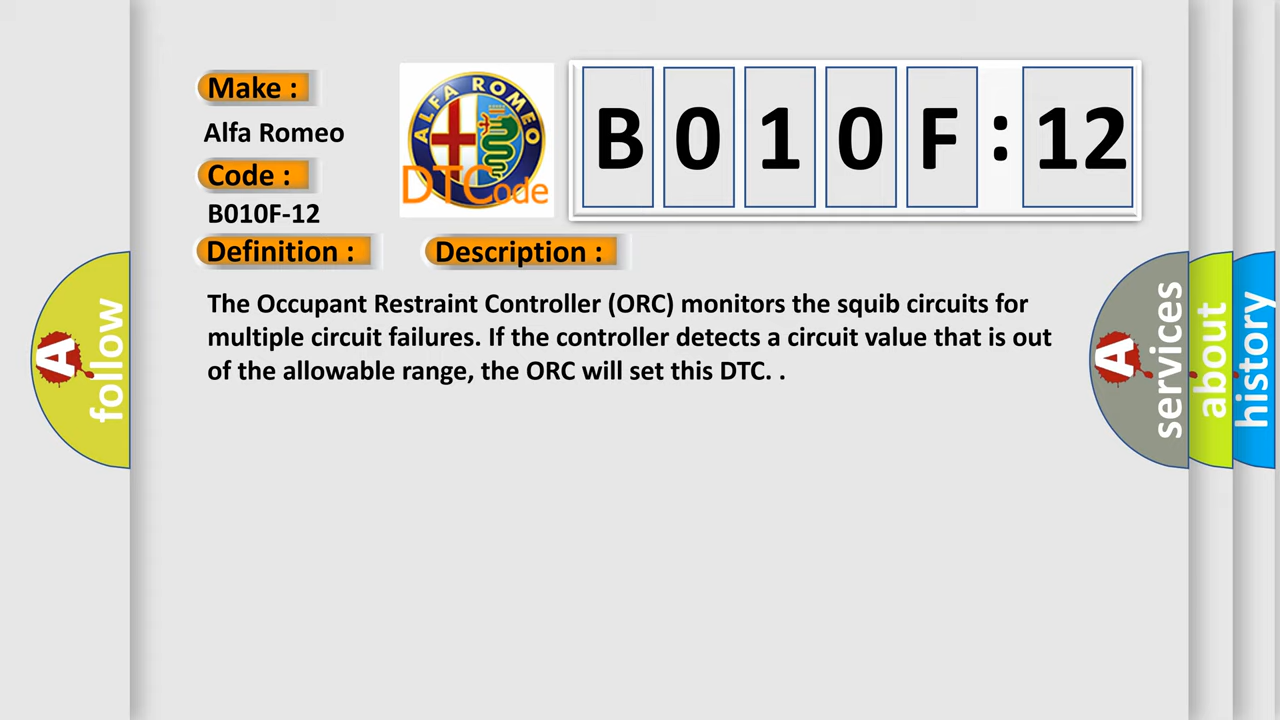 Make :
Alfa Romeo
Code :
B010F-12
Definition :
Description :
ALFA ROMEO
DTCode
B 0 1 0 F : 12
The Occupant Restraint Controller (ORC) monitors the squib circuits for
multiple circuit failures. If the controller detects a circuit value that is out
of the allowable range, the ORC will set this DTC. .
A follow
A services
about
history